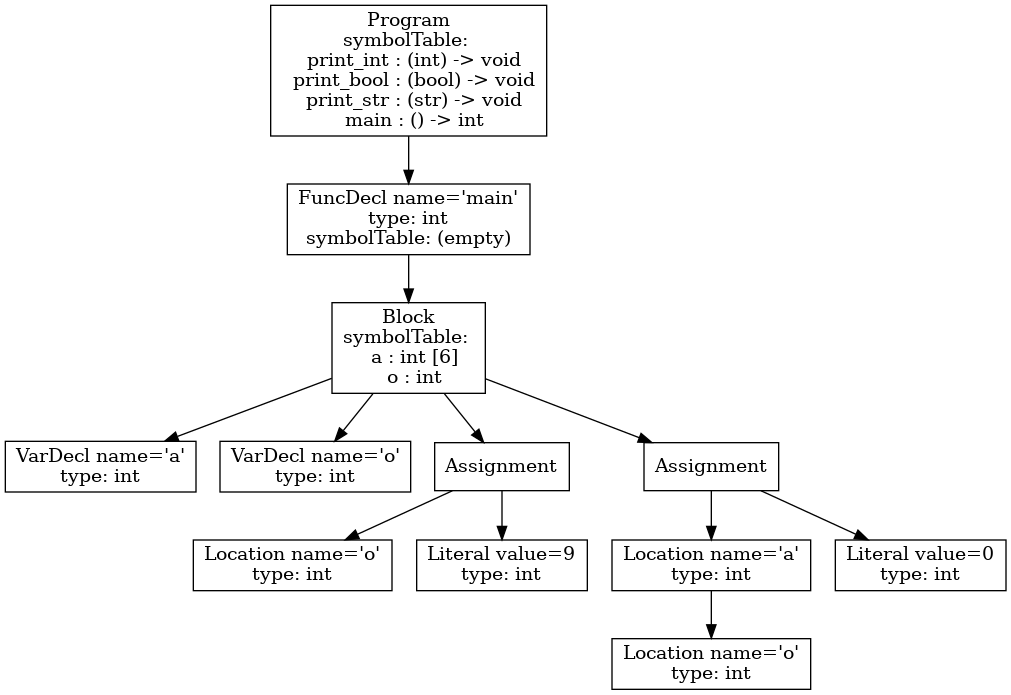 Program
symbolTable:
print_int : (int) -> void
print_bool : (bool) -> void
print_str : (str) -> void
main : () -> int
FuncDecl name='main'
type: int
symbolTable: (empty)
Block
symbolTable:
a : int [6]
o : int
VarDecl name='a'
type: int
VarDecl name='o'
type: int
Assignment
Assignment
Location name='o'
type: int
Literal value=9
type: int
Location name='a'
type: int
Literal value=0
type: int
Location name='o'
type: int